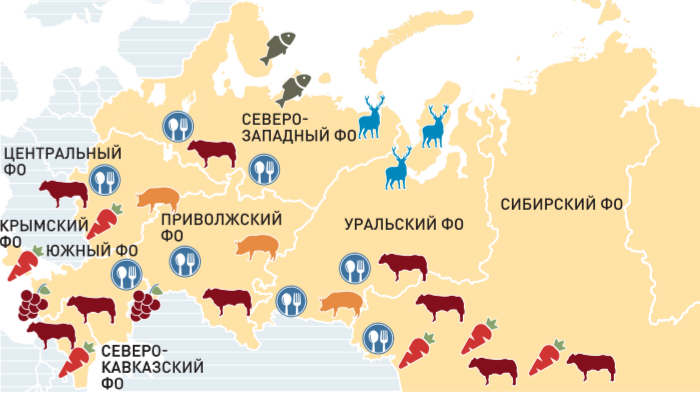 СЕВЕРО-
ЗАПАДНЫЙ ФО
ЦЕНТРАЛЬНЫЙ
ФО
КРЫМСКИЙ
ФО
ЮЖНЫЙ ФО
ПРИВОЛЖСКИЙ
ФО
УРАЛЬСКИЙ ФО
СИБИРСКИЙ ФО
СЕВЕРО-
КАВКАЗСКИЙ
ФО